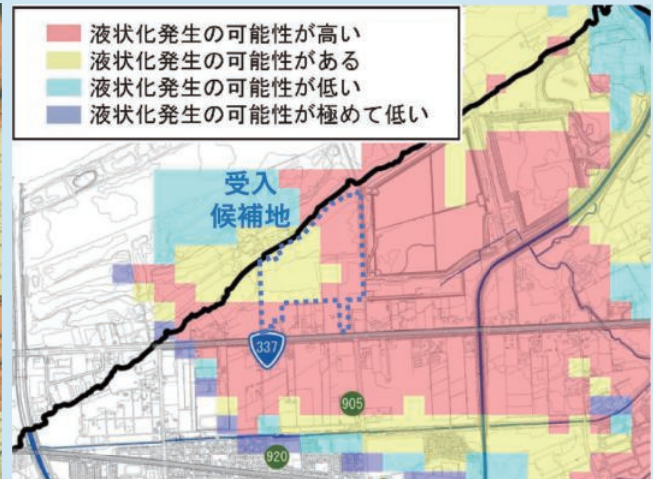 液状化発生の可能性が高い
液状化発生の可能性がある
液状化発生の可能性が低い
液状化発生の可能性が極めて低い
受入
候補地
337
905
920